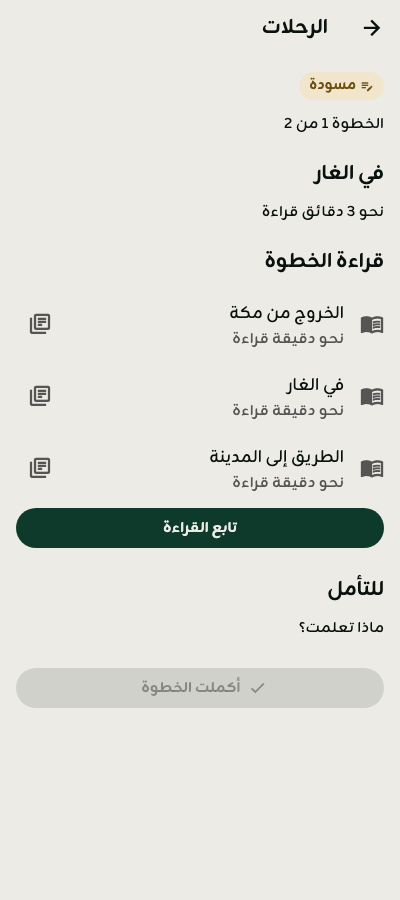 الرحلات
مسودة
الخطوة 1 من 2
في الغار
نحو 3 دقائق قراءة
قراءة الخطوة
الخروج من مكة
نحو دقيقة قراءة
في الغار
نحو دقيقة قراءة
الطريق إلى المدينة
نحو دقيقة قراءة
تابع القراءة
للتأمل
ماذا تعلمت؟
أكملت الخطوة